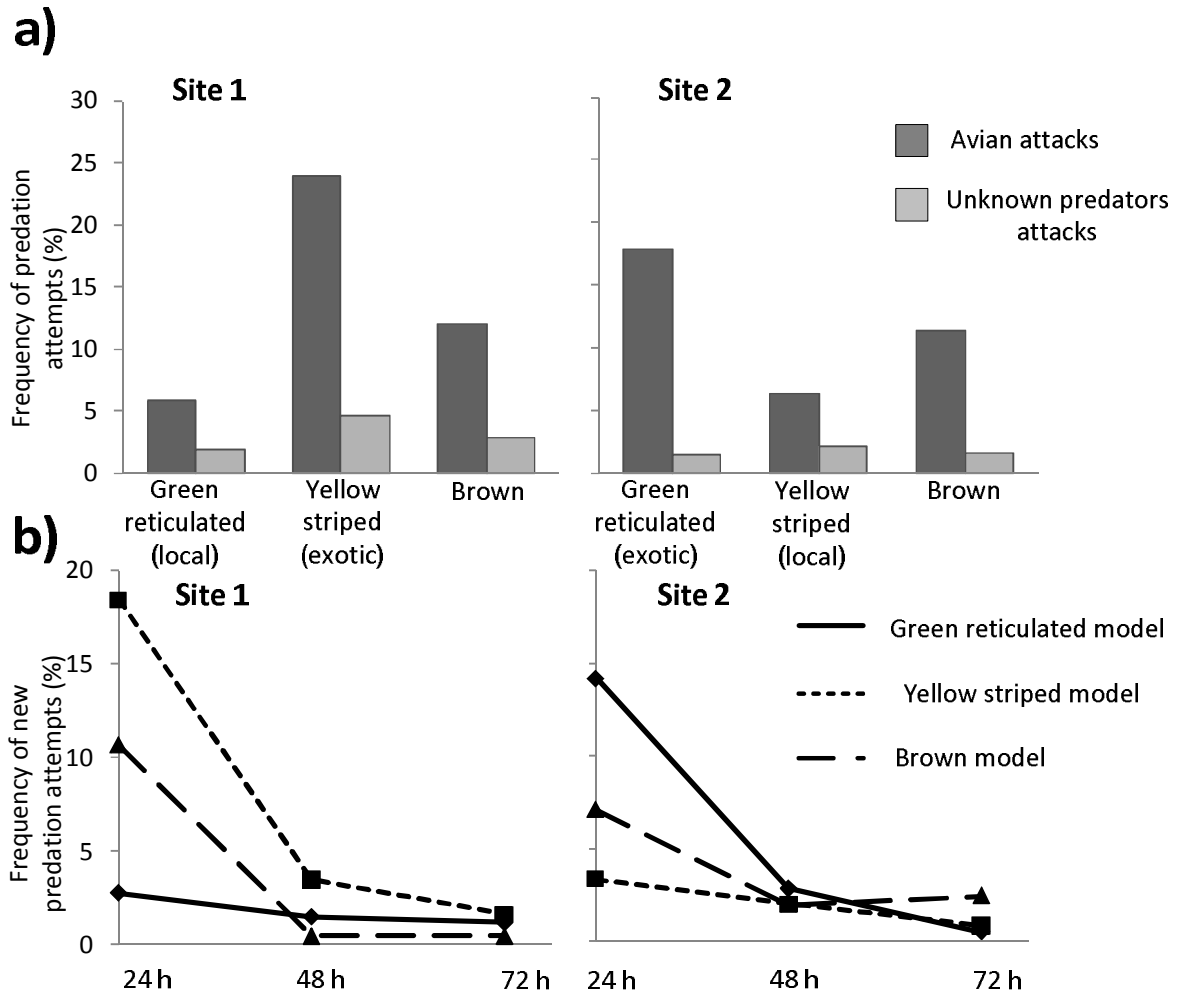 a)
Site 1
Site 2
30
25
20
15
10
5
0
Frequency of predation
attempts (%)
Avian attacks
Unknown predators
attacks
Green
reticulated
(local)
Yellow
striped
(exotic)
Brown
Green
reticulated
(exotic)
Yellow
striped
(local)
Brown
b)
Site 1
Site 2
20
15
10
5
0
Frequency of new
predation attempts (%)
Green reticulated model
Yellow striped model
Brown model
24 h
48 h
72 h
24 h
48 h
72 h